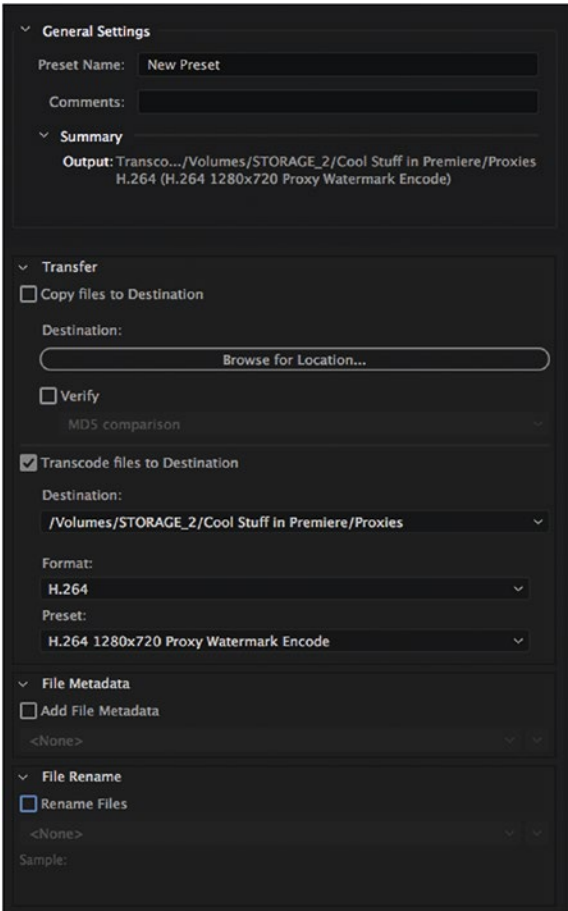 General Settings
Preset Name: New Preset
Comments:
Summary
Output: Transco.../Volumes/STORAGE_2/Cool Stuff in Premiere/Proxies
H.264 (H.264 1280x720 Proxy Watermark Encode)
Transfer
Copy files to Destination
Destination:
Browse for Location...
Verify
MD5 comparison
Transcode files to Destination
Destination:
/Volumes/STORAGE_2/Cool Stuff in Premiere/Proxies
Format:
H.264
Preset:
H.264 1280x720 Proxy Watermark Encode
File Metadata
Add File Metadata
<None>
File Rename
Rename Files
<None>
Sample: